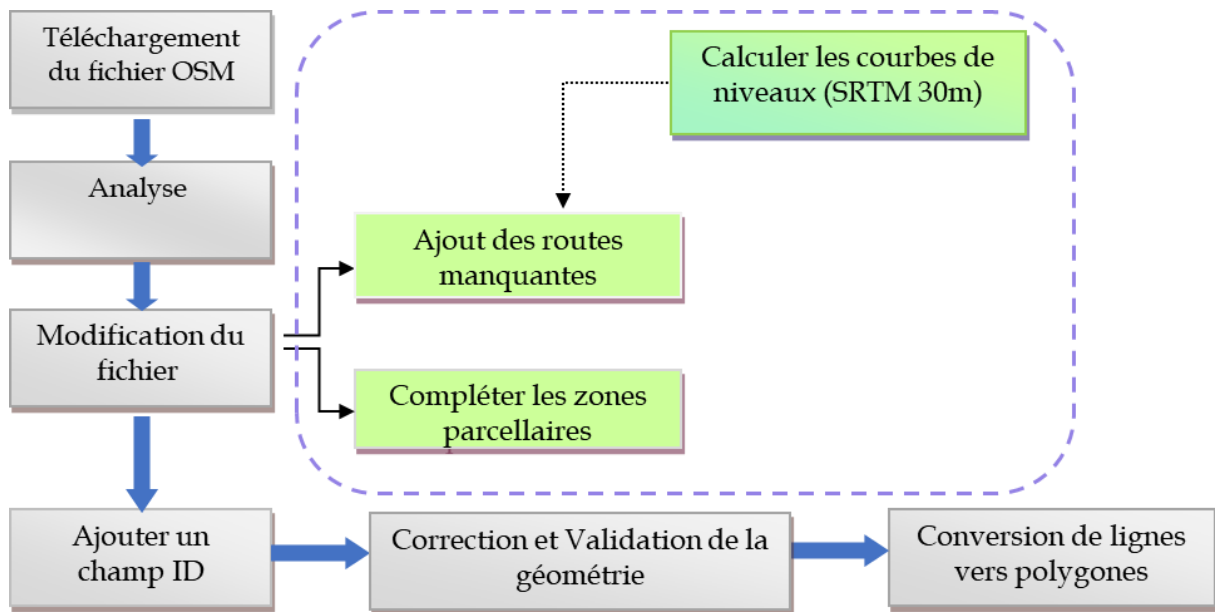 Téléchargement
du fichier OSM
Analyse
Modification du
fichier
Calculer les courbes de
niveaux (SRTM 30m)
Ajout des routes
manquantes
Compléter les zones
parcellaires
Ajouter un
champ ID
Correction et Validation de la
géométrie
Conversion de lignes
vers polygones